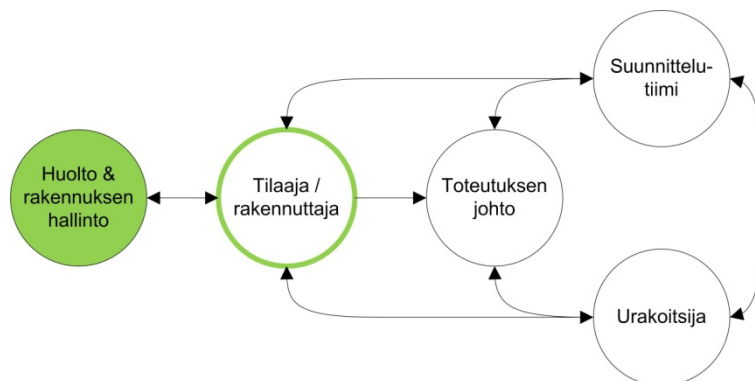 Suunnittelu-
tiimi
Huolto &
rakennuksen
hallinto
Tilaaja /
rakennuttaja
Toteutuksen
johto
Urakoitsija